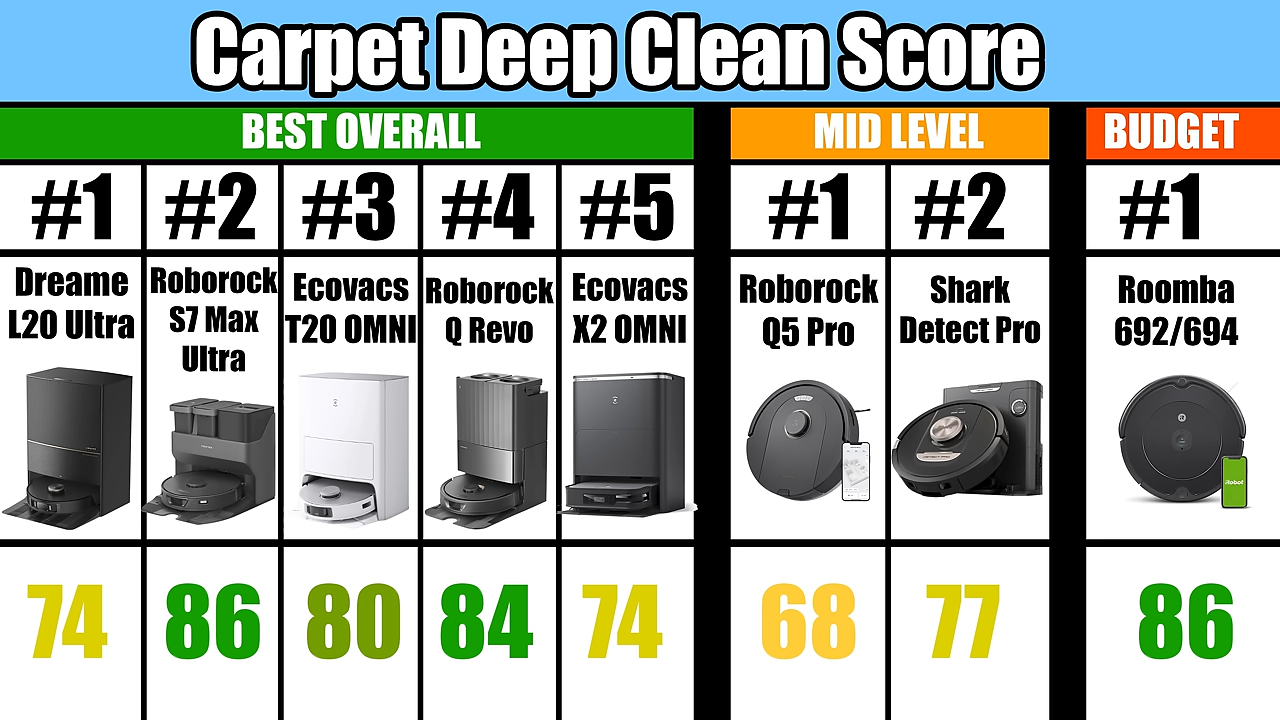 Carpet Deep Clean Score
BEST OVERALL
MID LEVEL
BUDGET
#1
#2
#3
#4
#5
#1
#2
#1
Dreame
L20 Ultra
Roborock
S7 Max
Ultra
Ecovacs
T20 OMNI
Roborock
Q Revo
Ecovacs
X2 OMNI
Roborock
Q5 Pro
Shark
Detect Pro
Roomba
692/694
iRobot
74
86
80
84
74
68
77
86